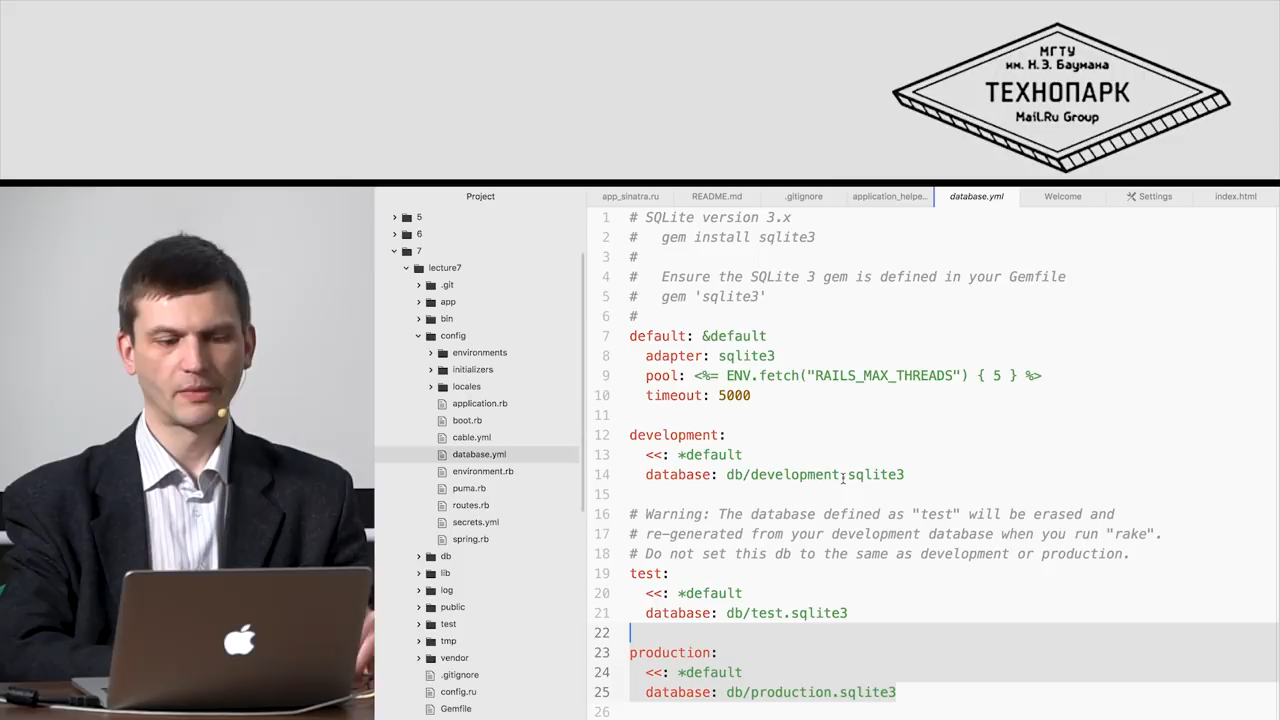 МГТУ
им. Н.Э. Баумана
ТЕХНОПАРК
Mail.Ru Group
Project
app_sinatra.ru
README.md
.gitignore
application_helpe...
database.yml
Welcome
Settings
index.html
5
6
7
lecture7
.git
app
bin
config
environments
initializers
locales
application.rb
boot.rb
cable.yml
database.yml
environment.rb
puma.rb
routes.rb
secrets.yml
spring.rb
db
lib
log
public
test
tmp
vendor
.gitignore
config.ru
Gemfile
1 # SQLite version 3.x
2 #   gem install sqlite3
3 #
4 #   Ensure the SQLite 3 gem is defined in your Gemfile
5 #   gem 'sqlite3'
6 #
7 default: &default
8   adapter: sqlite3
9   pool: <%= ENV.fetch("RAILS_MAX_THREADS") { 5 } %>
10   timeout: 5000
11
12 development:
13   <<: *default
14   database: db/development.sqlite3
15
16 # Warning: The database defined as "test" will be erased and
17 # re-generated from your development database when you run "rake".
18 # Do not set this db to the same as development or production.
19 test:
20   <<: *default
21   database: db/test.sqlite3
22
23 production:
24   <<: *default
25   database: db/production.sqlite3
26